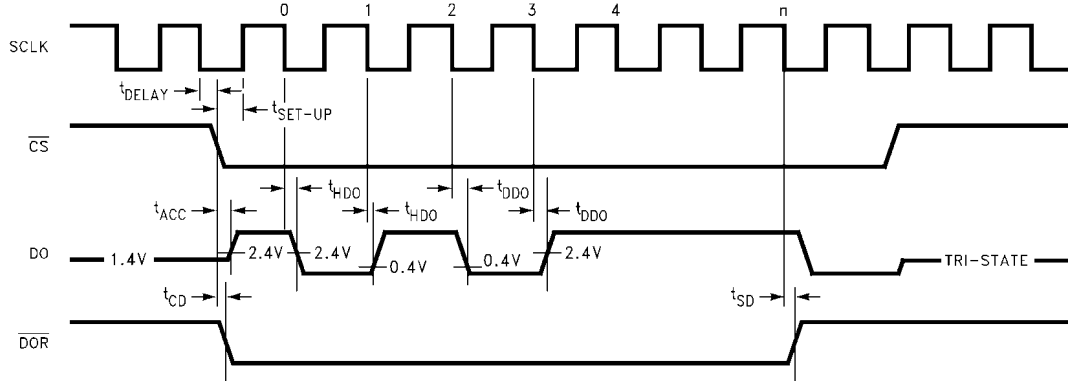 0 1 2 3 4 n
SCLK
tDELAY
tSET-UP
CS
tHDO tDDO
tACC tHDO tDDO
DO 1.4V 2.4V 2.4V 0.4V 0.4V 2.4V TRI-STATE
tCD tSD
DOR